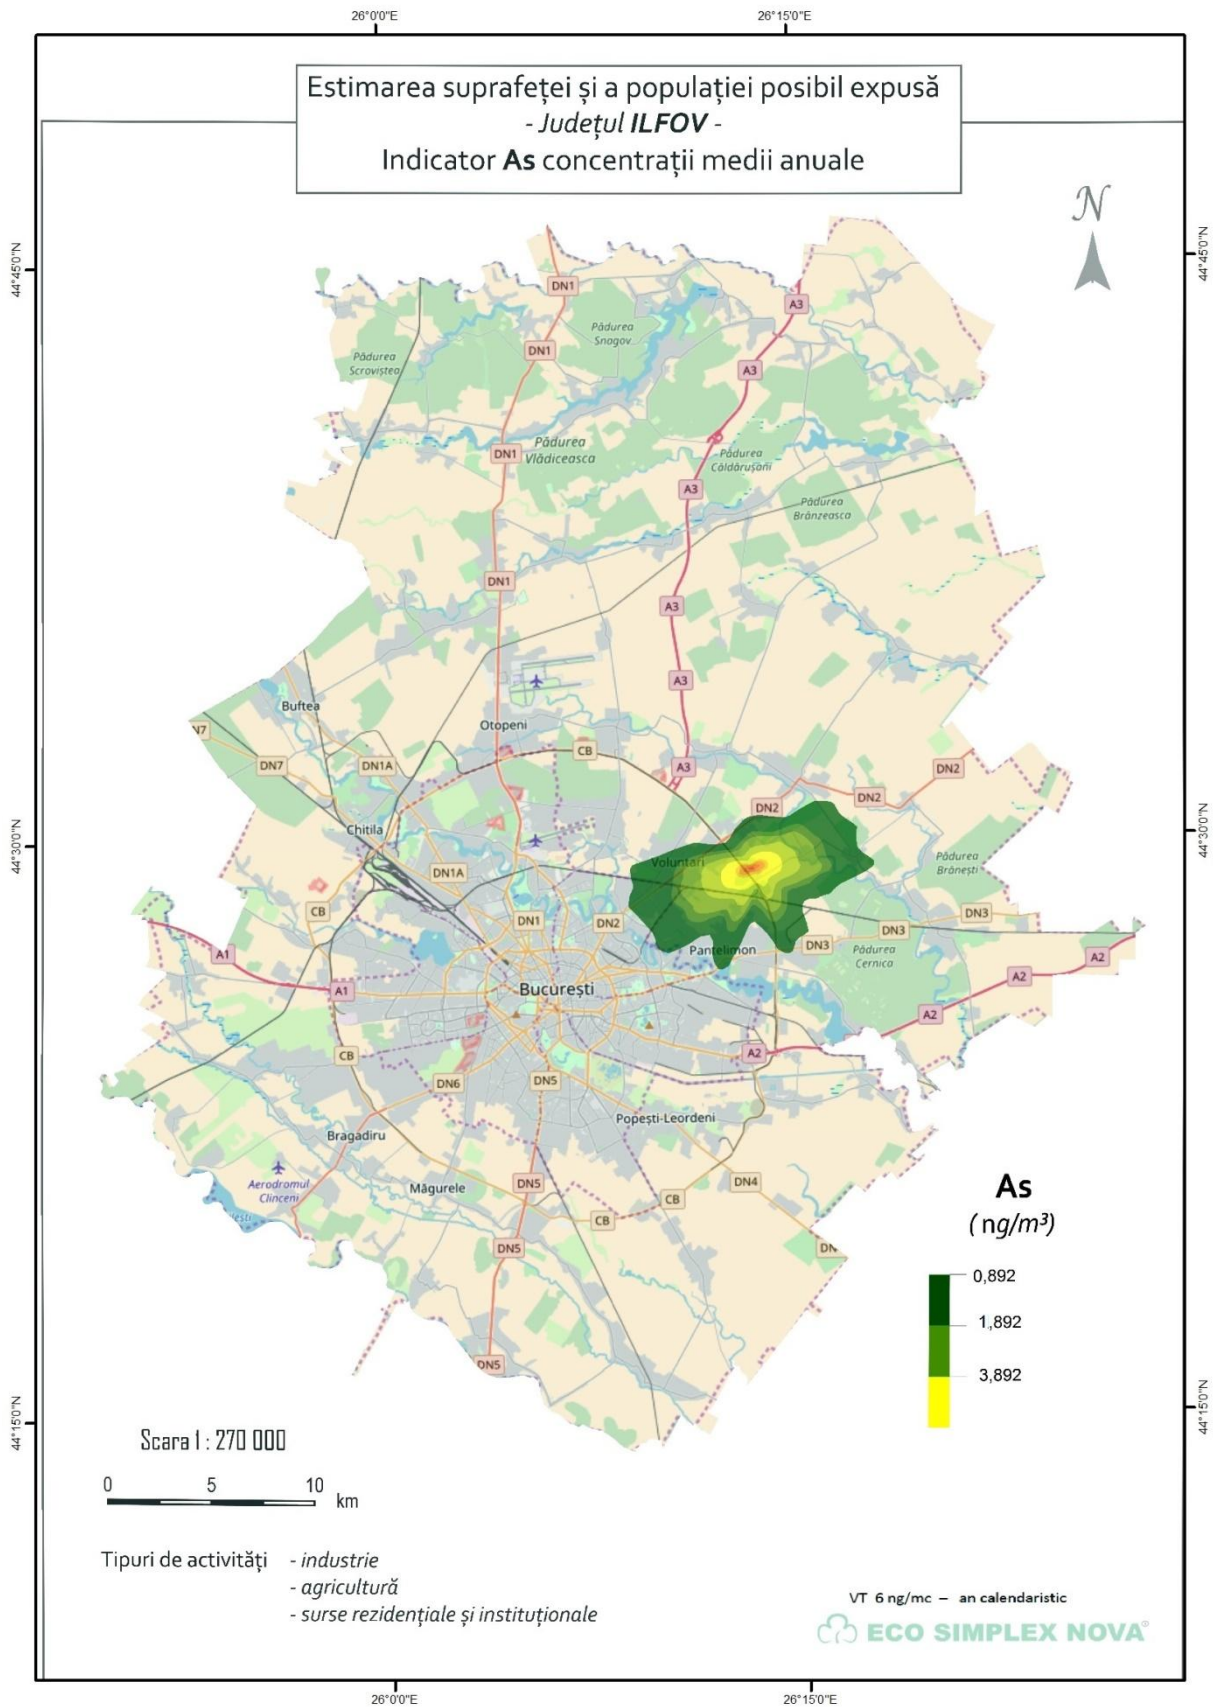 26°0'0"E
26°15'0"E
Estimarea suprafeței și a populației posibil expusă
- Județul ILFOV -
Indicator As concentrații medii anuale
N
44°45'0"N
44°45'0"N
DN1
A3
Pădurea
Snogov
DN1
Pădurea
Scroviștea
A3
Pădurea
Vlădiceasca
DN1
Pădurea
Căldărușani
A3
Pădurea
Brânzeasca
DN1
A3
A3
Buftea
Otopeni
N7
DN7
DN1A
CB
A3
DN2
DN2
DN2
Chitila
44°30'0"N
44°30'0"N
Voluntari
Pădurea
Brănești
DN1A
CB
DN1
DN2
DN3
DN3
DN3
Pantelimon
Pădurea
Cernica
A1
A2
A2
A1
București
A2
CB
A2
DN6
DN5
Popești-Leordeni
Bragadiru
Aerodromul
Clinceni
Măgurele
DN5
DN4
CB
CB
DN5
DN
As
(ng/m³)
0,892
1,892
3,892
DN5
44°15'0"N
44°15'0"N
Scara 1 : 270 000
0 5 10
km
Tipuri de activități - industrie
- agricultură
- surse rezidențiale și instituționale
VT 6 ng/mc – an calendaristic
ECO SIMPLEX NOVA®
26°0'0"E
26°15'0"E